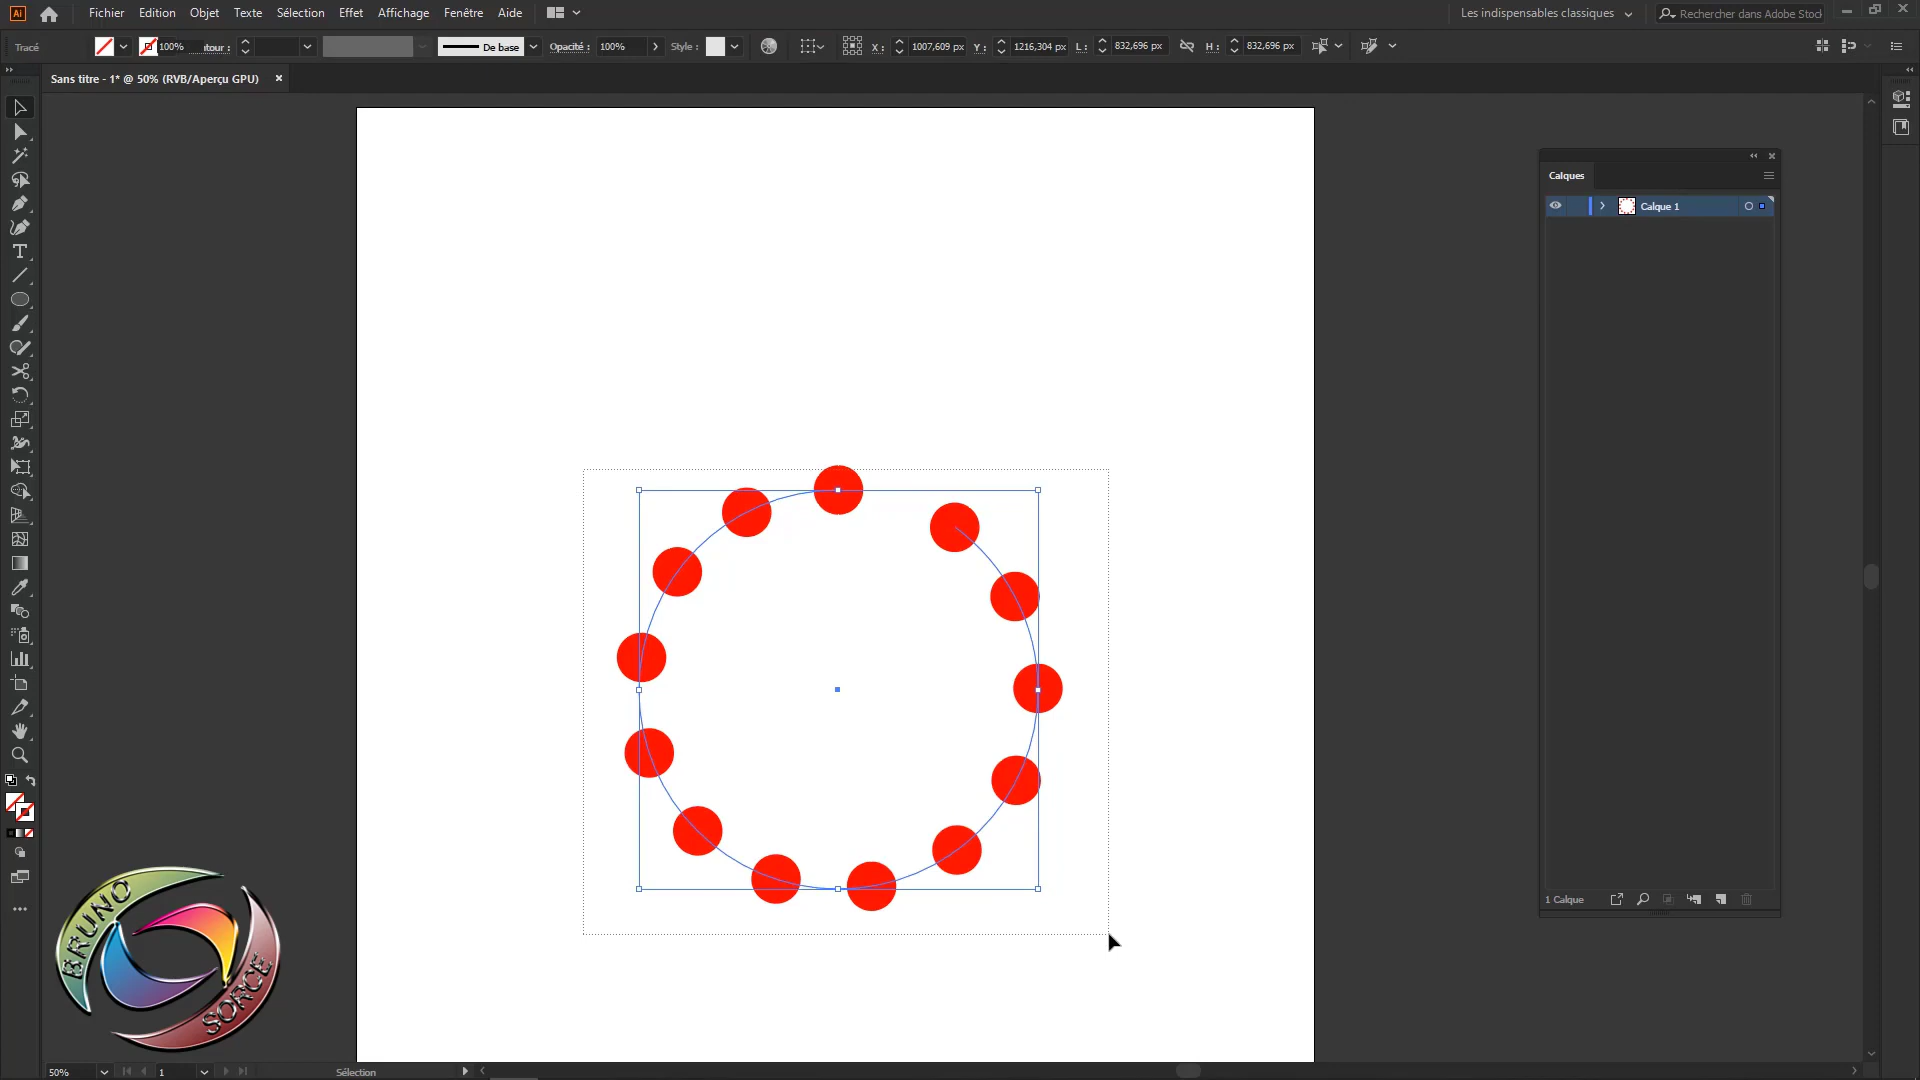 Ai Fichier Edition Objet Texte Sélection Effet Affichage Fenêtre Aide Les indispensables classiques Rechercher dans Adobe Stock
Tracé 100% ntour : De base Opacité : 100% Style : X : 1007,609 px Y : 1216,304 px L : 832,696 px H : 832,696 px
Sans titre - 1* @ 50% (RVB/Aperçu GPU)
Calques
Calque 1
1 Calque
BRUNO
SORCE
50% 1 Sélection